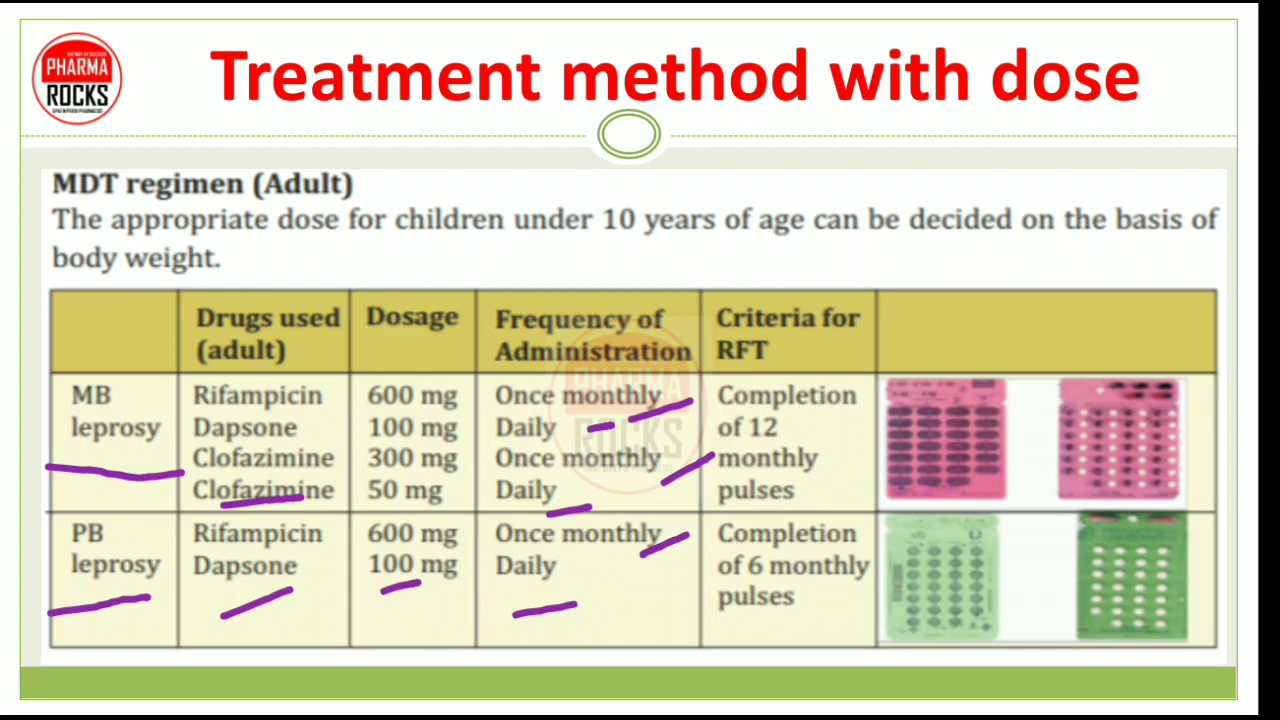 PHARMA
ROCKS
Treatment method with dose
MDT regimen (Adult)
The appropriate dose for children under 10 years of age can be decided on the basis of
body weight.
Drugs used (adult) Dosage Frequency of Administration Criteria for RFT
MB leprosy
Rifampicin 600 mg Once monthly
Dapsone 100 mg Daily
Clofazimine 300 mg Once monthly
Clofazimine 50 mg Daily
Completion of 12 monthly pulses
PB leprosy
Rifampicin 600 mg Once monthly
Dapsone 100 mg Daily
Completion of 6 monthly pulses
PHARMA
ROCKS